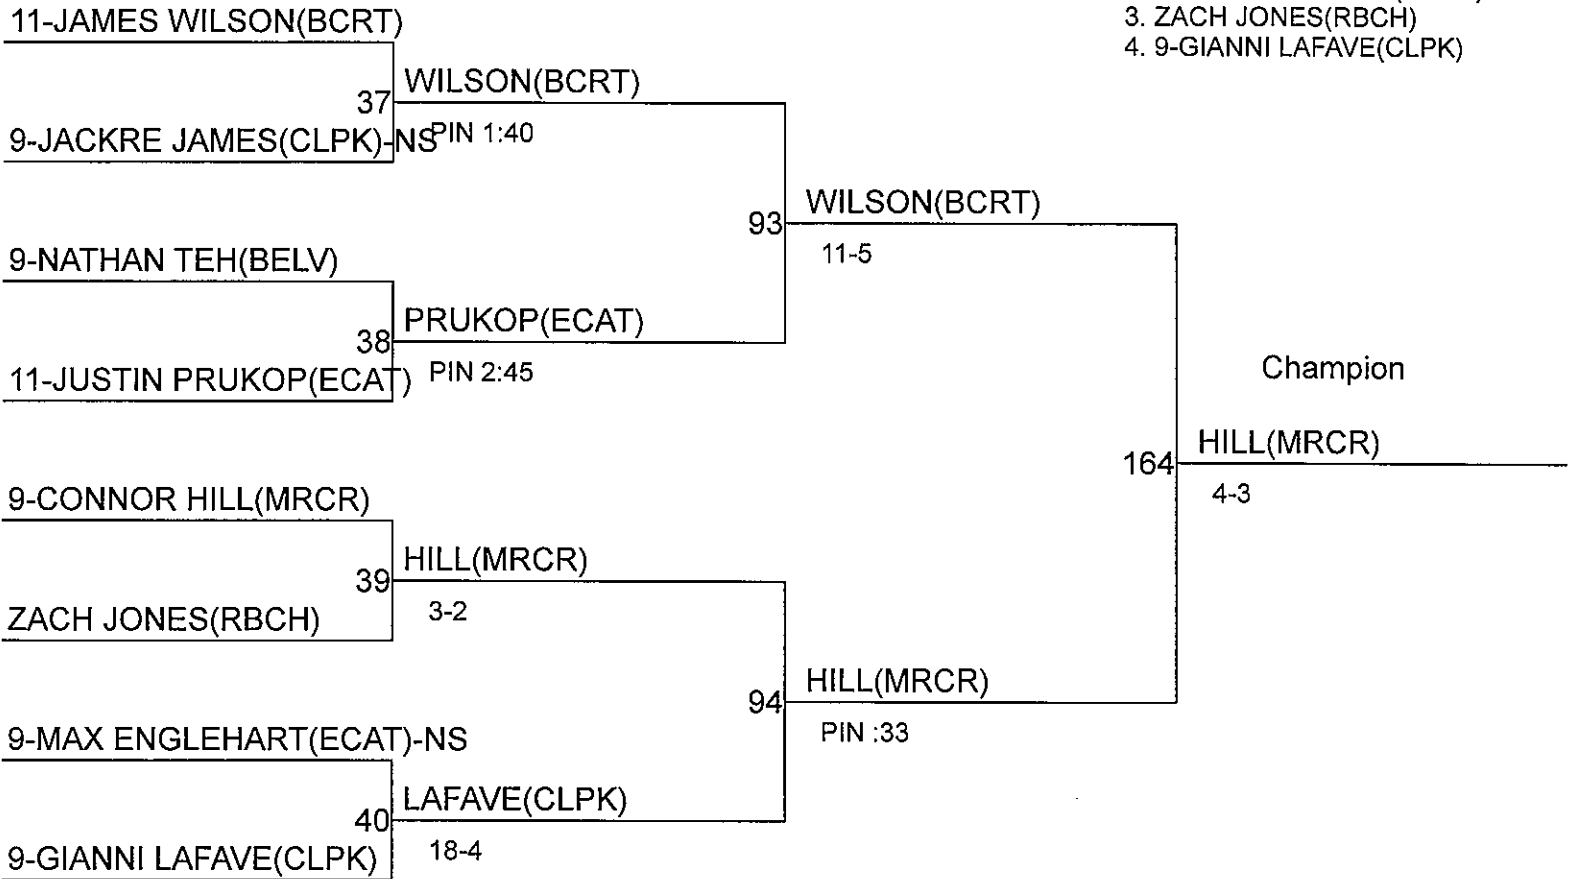 11-JAMES WILSON(BCRT)
3. ZACH JONES(RBCH)
4. 9-GIANNI LAFAVE(CLPK)
WILSON(BCRT)
37
9-JACKRE JAMES(CLPK)-NS
PIN 1:40
WILSON(BCRT)
93
11-5
9-NATHAN TEH(BELV)
PRUKOP(ECAT)
38
11-JUSTIN PRUKOP(ECAT)
PIN 2:45
Champion
HILL(MRCR)
164
4-3
9-CONNOR HILL(MRCR)
HILL(MRCR)
39
3-2
ZACH JONES(RBCH)
HILL(MRCR)
94
PIN :33
9-MAX ENGLEHART(ECAT)-NS
LAFAVE(CLPK)
40
18-4
9-GIANNI LAFAVE(CLPK)